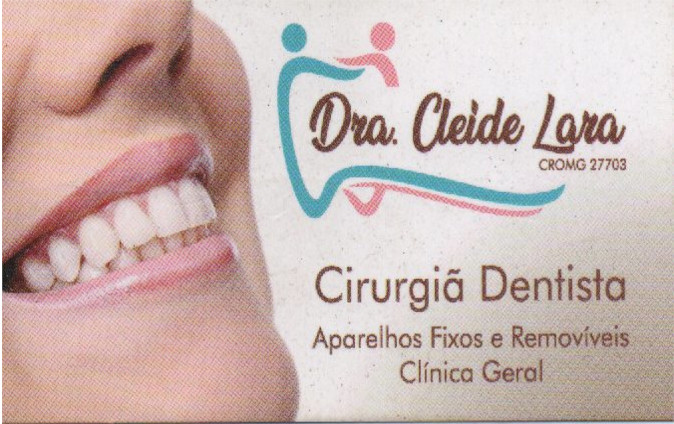 Dra. Cleide Lara
CROMG 27703
Cirurgiã Dentista
Aparelhos Fixos e Removíveis
Clínica Geral